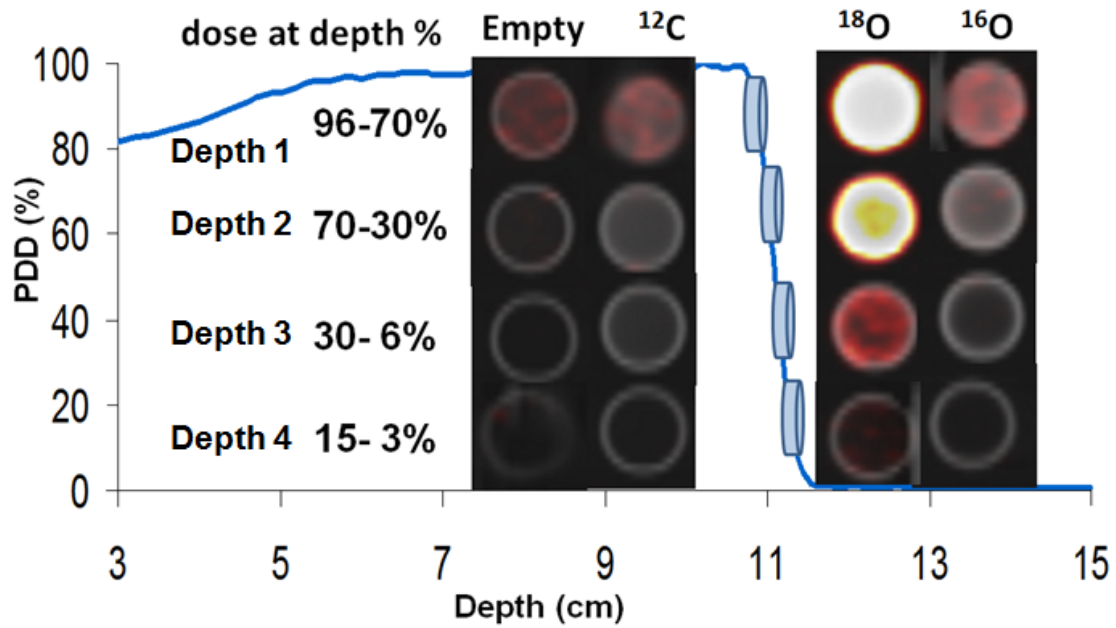 dose at depth % Empty ¹²C ¹⁸O ¹⁶O
100
96-70%
80
Depth 1
Depth 2 70-30%
60
PDD (%)
40
Depth 3 30- 6%
20
Depth 4 15- 3%
0
3 5 7 9 11 13 15
Depth (cm)